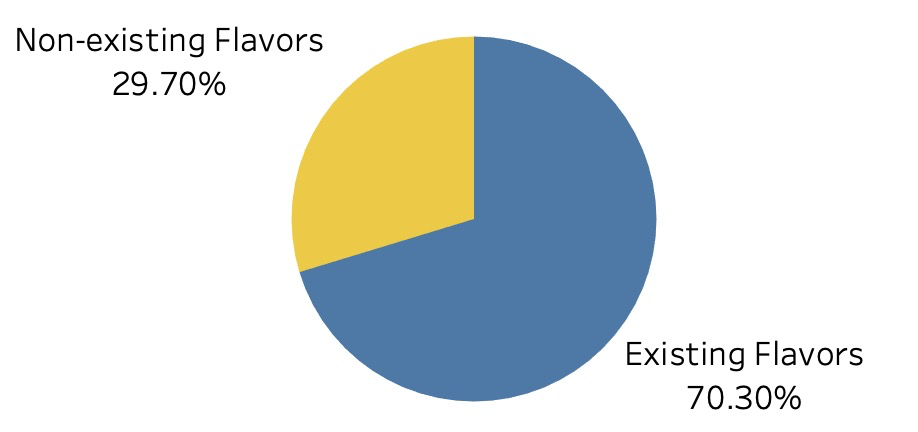 Non-existing Flavors
29.70%
Existing Flavors
70.30%